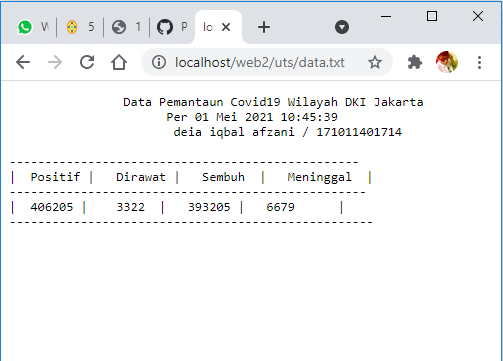 W
5
1
P
lo
localhost/web2/uts/data.txt
Data Pemantaun Covid19 Wilayah DKI Jakarta
Per 01 Mei 2021 10:45:39
deia iqbal afzani / 171011401714
------------------------------------------------
| Positif | Dirawat | Sembuh | Meninggal |
-------------------------------------------------
| 406205 | 3322 | 393205 | 6679 |
--------------------------------------------------